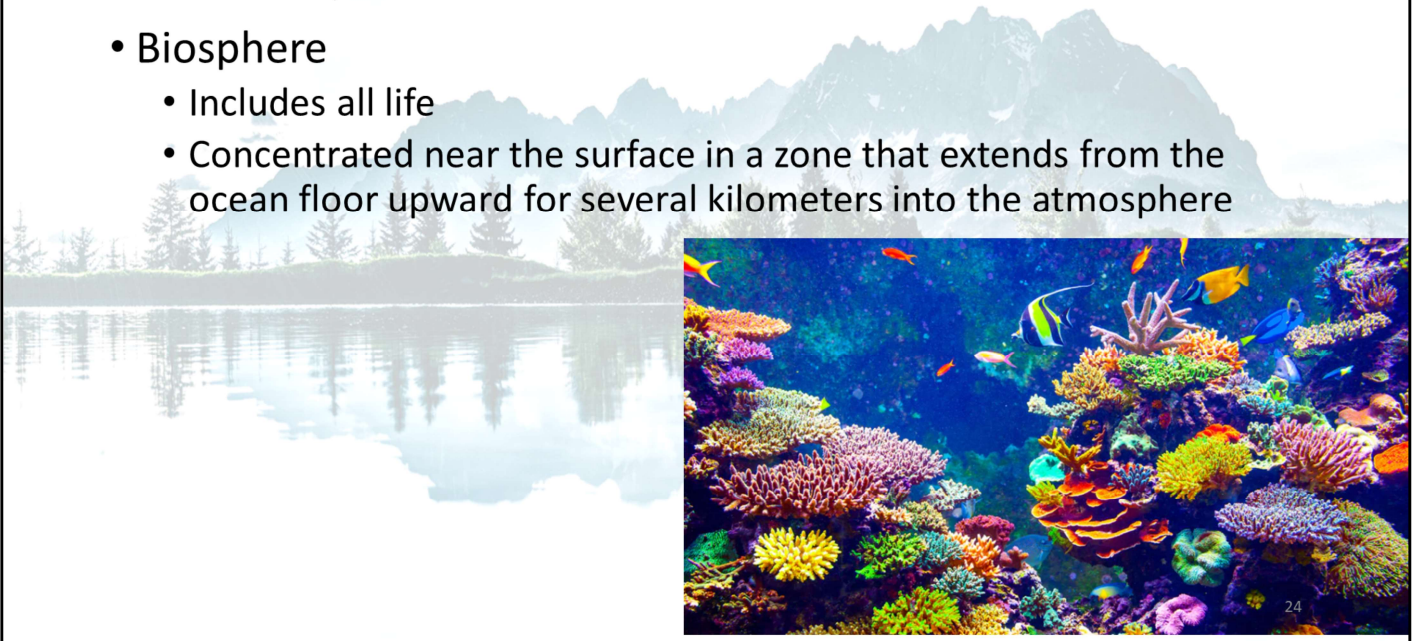 • Biosphere
• Includes all life
• Concentrated near the surface in a zone that extends from the
ocean floor upward for several kilometers into the atmosphere
24